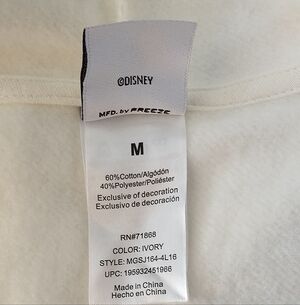 ©DISNEY
MFD. by FREEZE
M
60%Cotton/Algodón
40%Polyester/Poliéster
Exclusive of decoration
Exclusivo de decoración
RN#71868
COLOR: IVORY
STYLE: MGSJ164-4L16
UPC: 195932451966
Made in China
Hecho en China